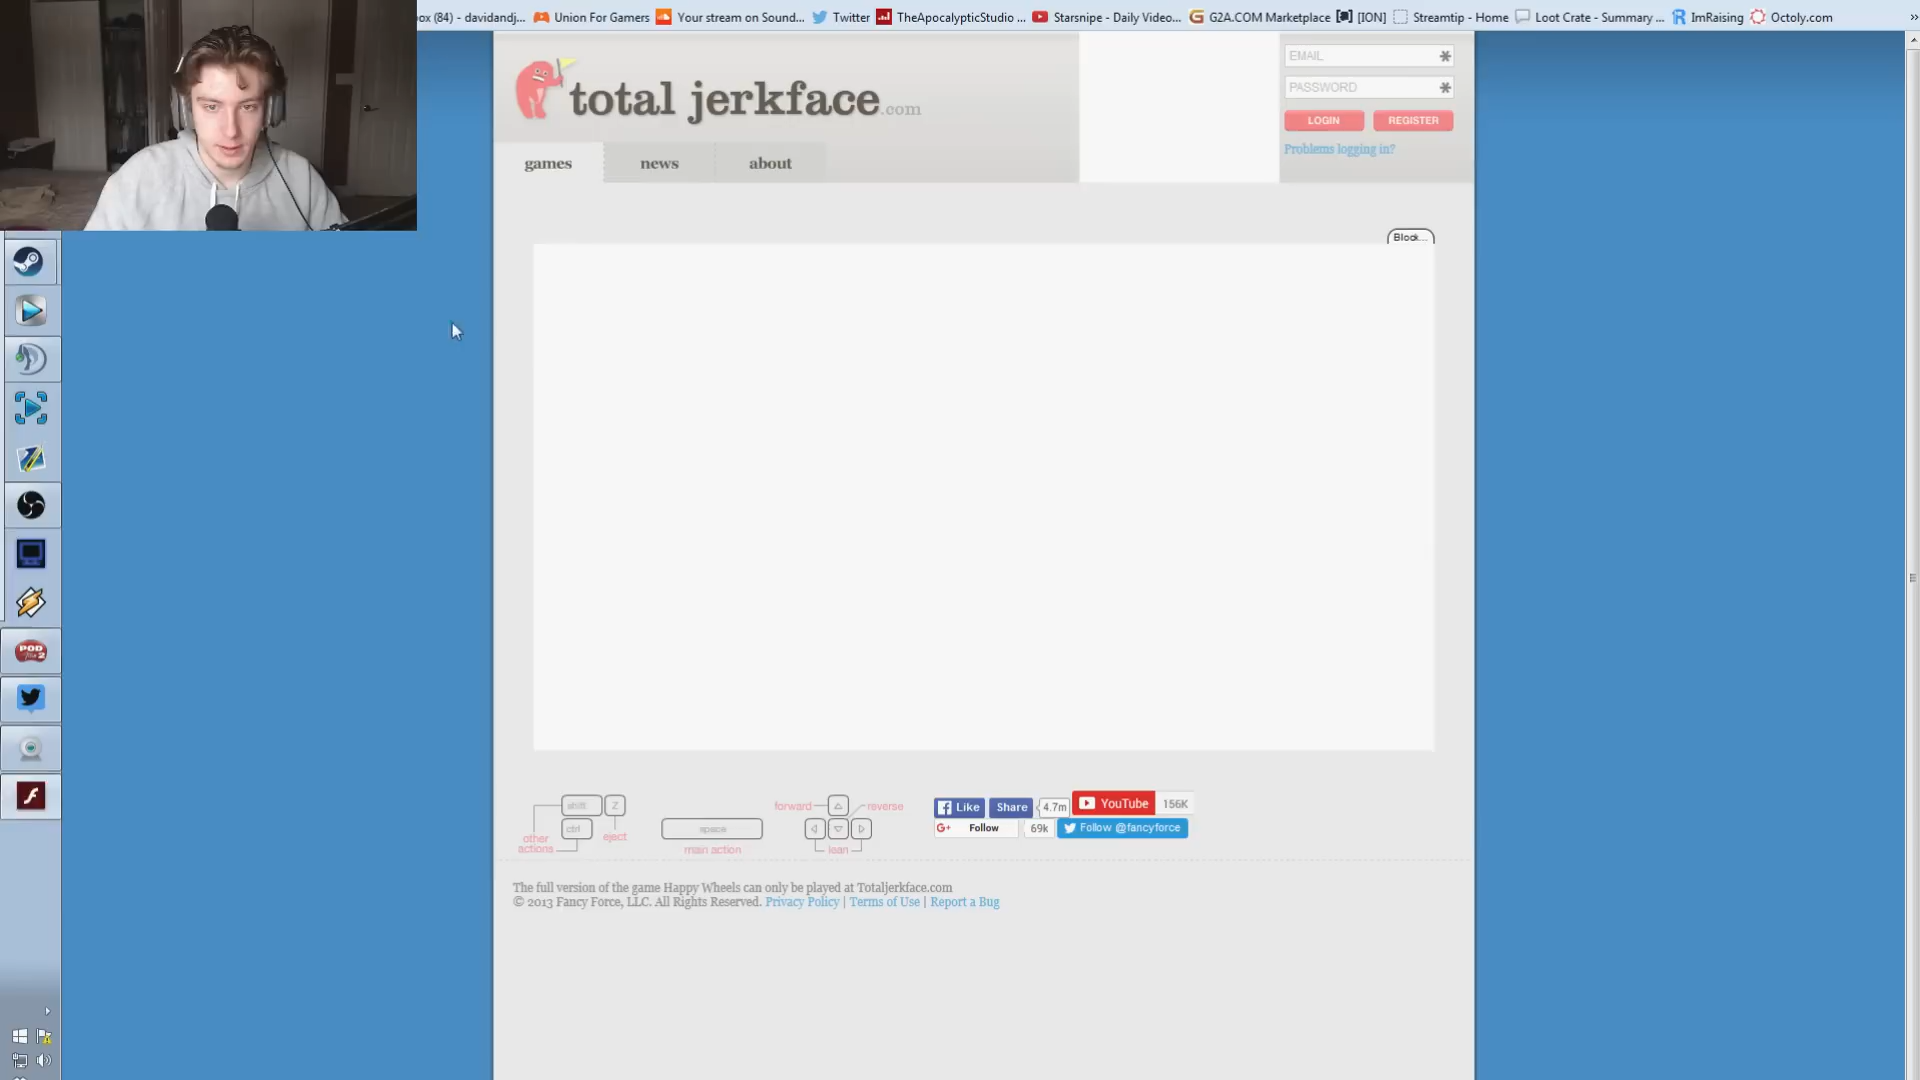 ox (84) - davidandj... Union For Gamers Your stream on Sound... Twitter TheApocalypticStudio ... Starsnipe - Daily Video... G2A.COM Marketplace [ION] Streamtip - Home Loot Crate - Summary ... ImRaising Octoly.com »
total jerkface.com
EMAIL
PASSWORD
LOGIN REGISTER
Problems logging in?
games news about
Block...
POD
2
shift Z
ctrl
other
actions
eject
space
main action
forward
reverse
lean
Like Share 4.7m YouTube 156K
G+ Follow 69k Follow @fancyforce
The full version of the game Happy Wheels can only be played at Totaljerkface.com
© 2013 Fancy Force, LLC. All Rights Reserved. Privacy Policy | Terms of Use | Report a Bug